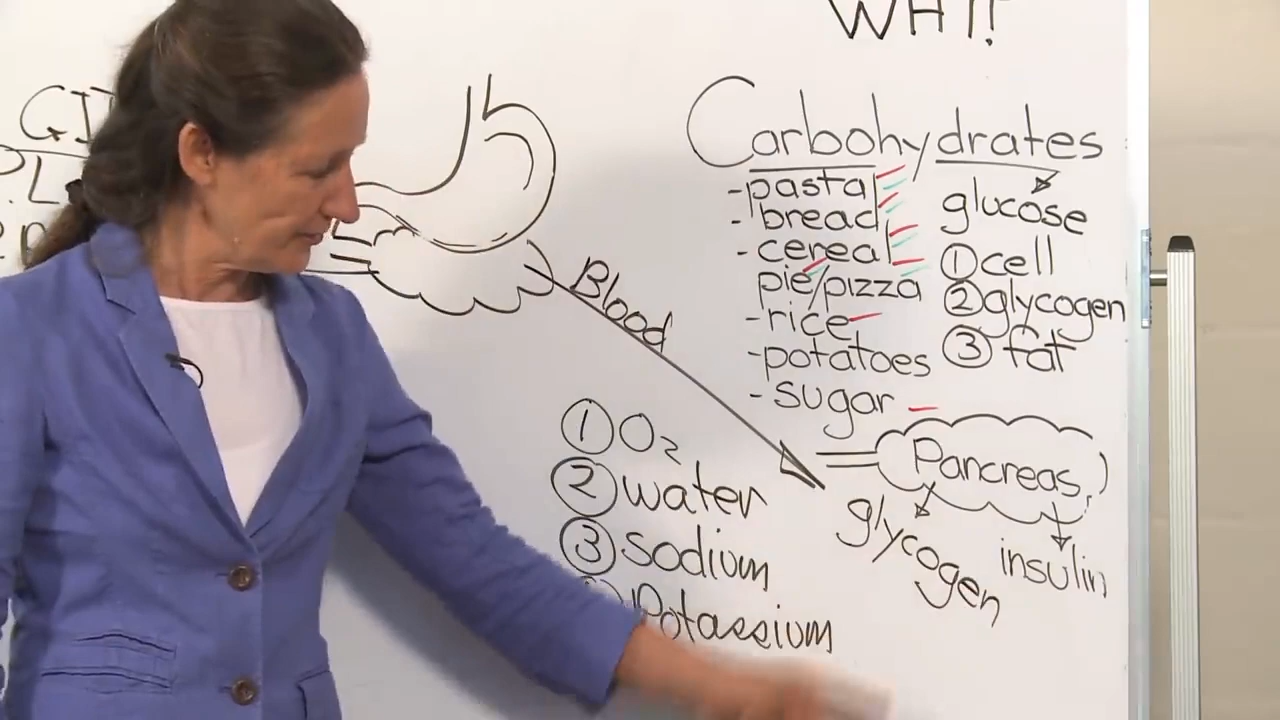 WHY!
Carbohydrates
-pasta
-bread
-cereal
pie/pizza
-rice
-potatoes
-sugar
glucose
① cell
② glycogen
③ fat
Blood
① O₂
② water
③ sodium
Potassium
Pancreas
glycogen
insulin